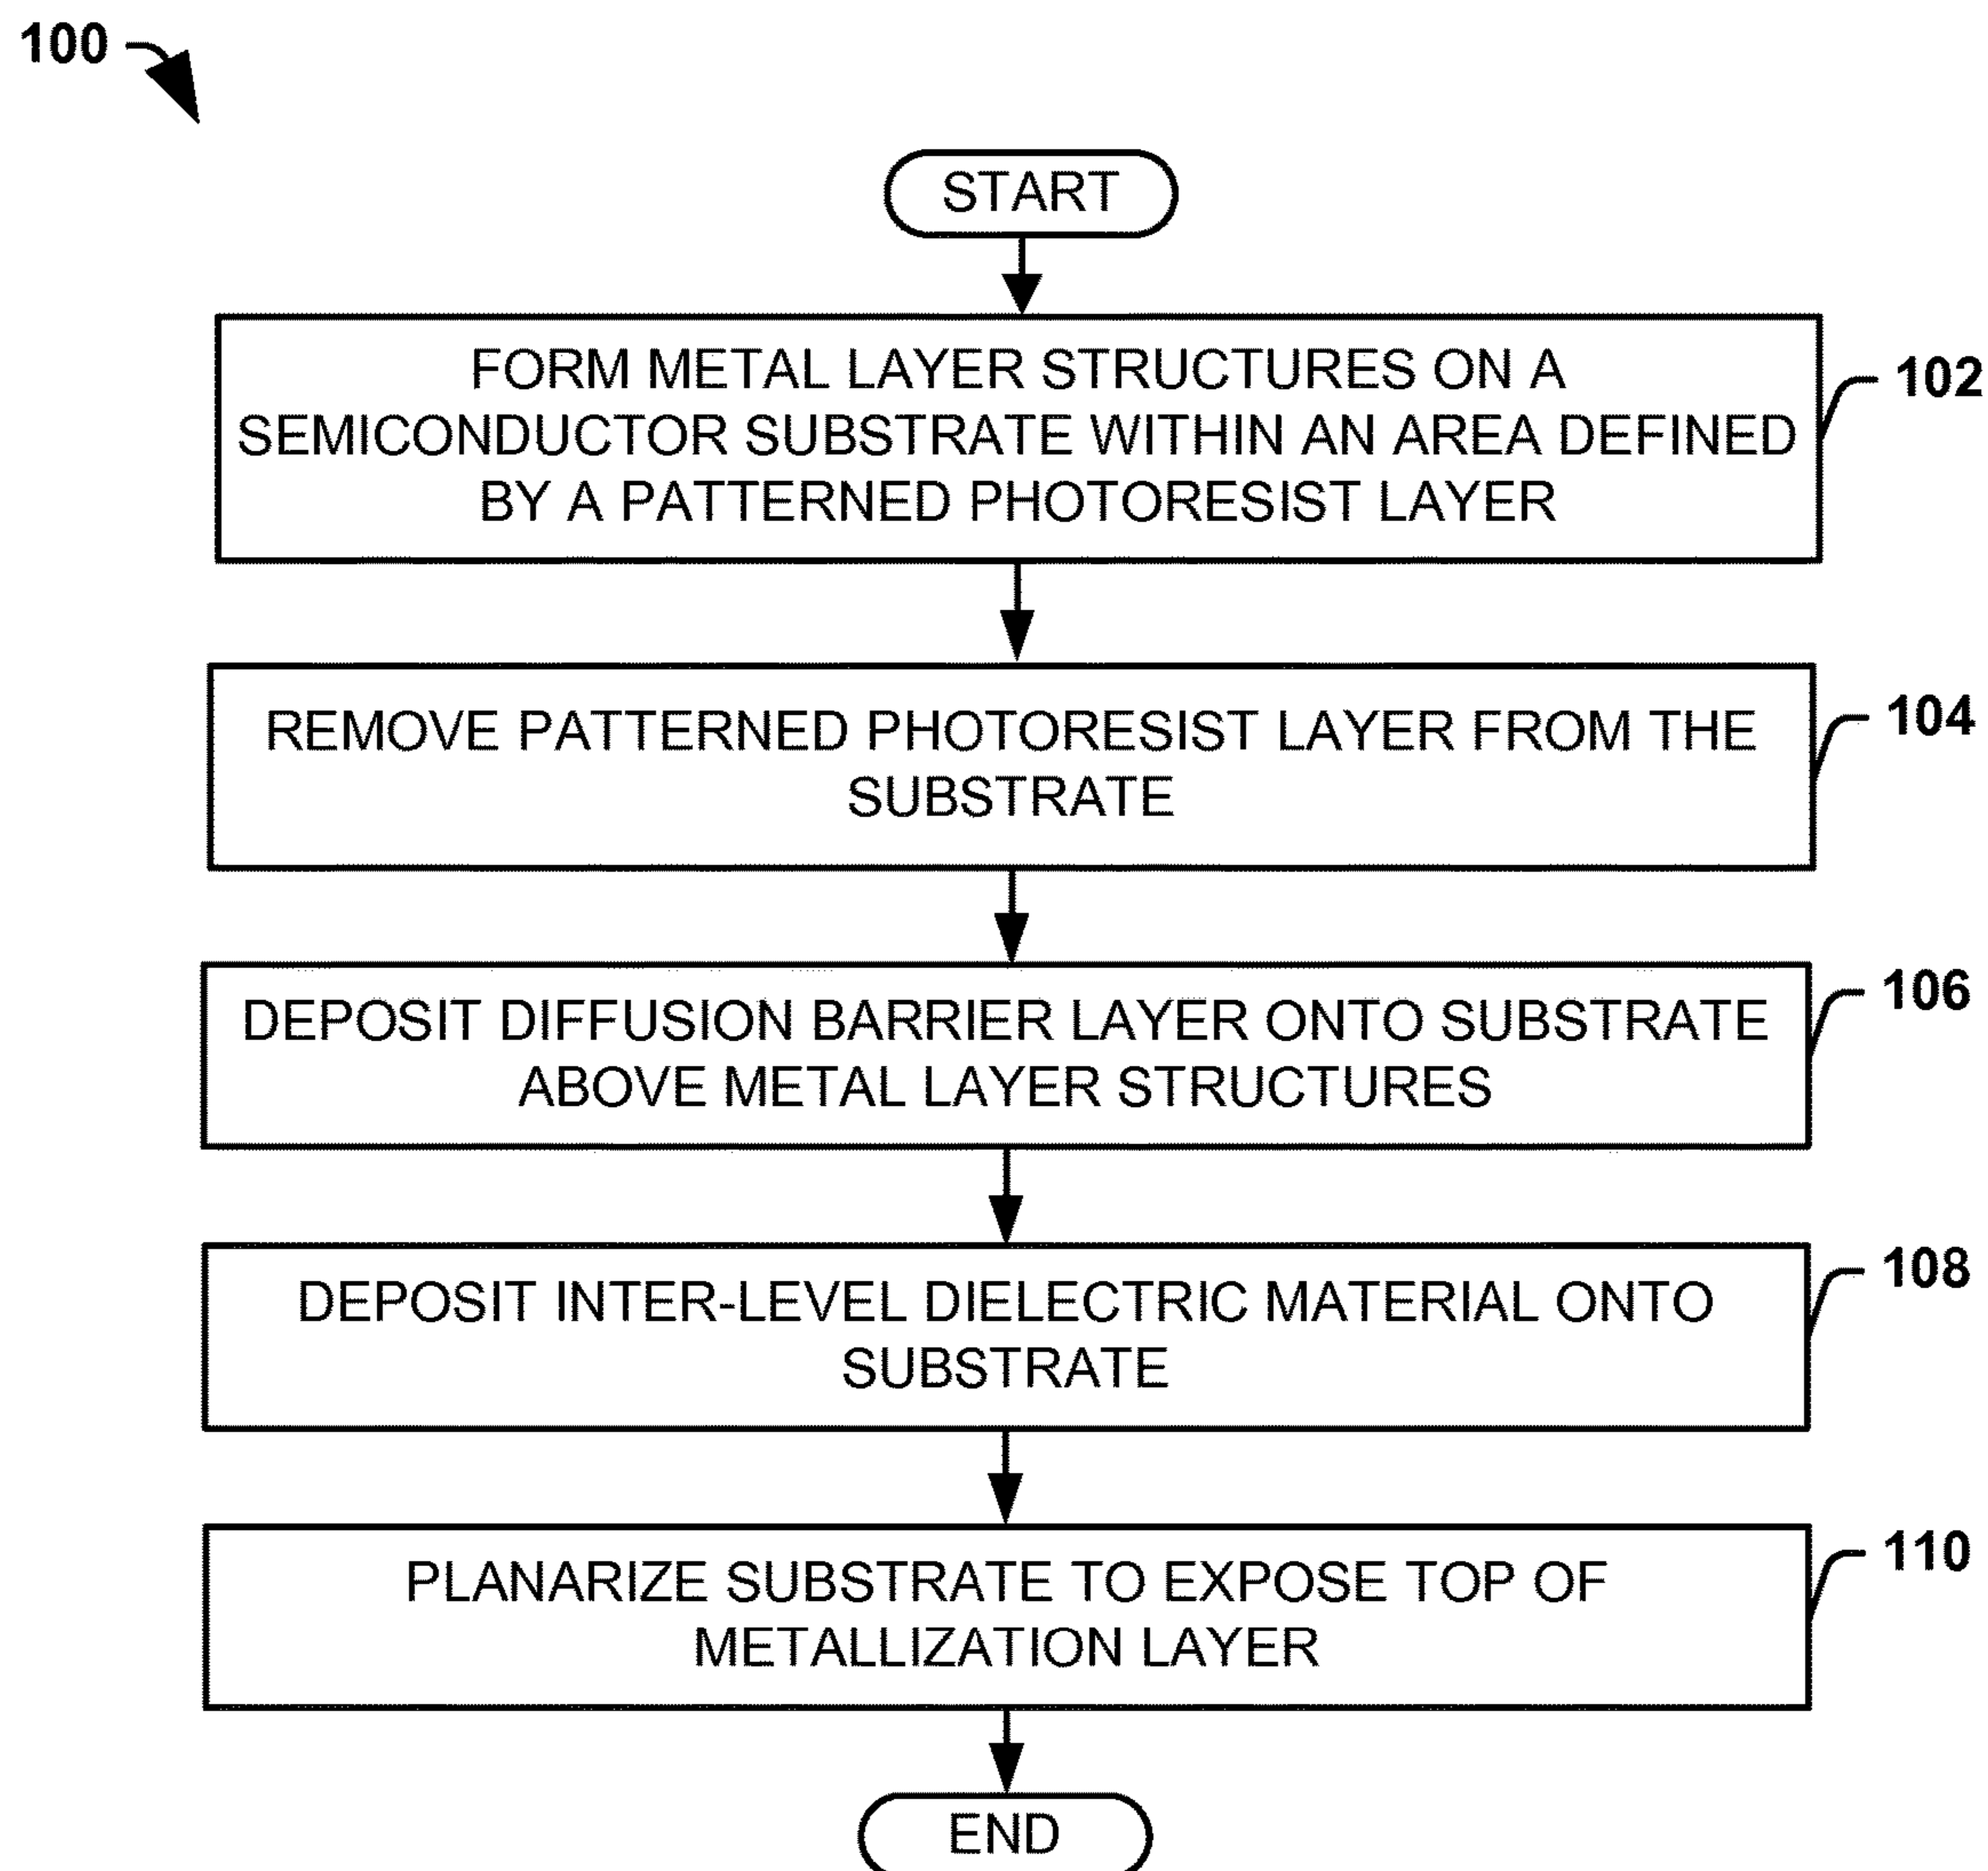 100
START
FORM METAL LAYER STRUCTURES ON A
SEMICONDUCTOR SUBSTRATE WITHIN AN AREA DEFINED
BY A PATTERNED PHOTORESIST LAYER
102
REMOVE PATTERNED PHOTORESIST LAYER FROM THE
SUBSTRATE
104
DEPOSIT DIFFUSION BARRIER LAYER ONTO SUBSTRATE
ABOVE METAL LAYER STRUCTURES
106
DEPOSIT INTER-LEVEL DIELECTRIC MATERIAL ONTO
SUBSTRATE
108
PLANARIZE SUBSTRATE TO EXPOSE TOP OF
METALLIZATION LAYER
110
END